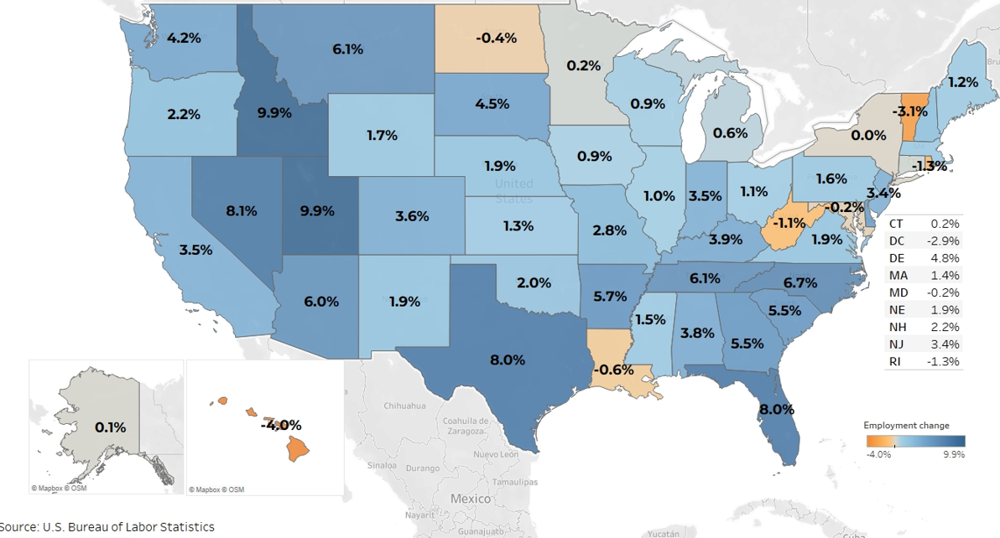 4.2%
6.1%
-0.4%
0.2%
1.2%
2.2%
9.9%
4.5%
0.9%
-3.1%
1.7%
0.6%
0.0%
1.9%
0.9%
-1.3%
United
States
1.6%
3.4%
8.1%
9.9%
3.6%
1.3%
1.0%
3.5%
1.1%
-0.2%
-1.1%
2.8%
3.5%
3.9%
1.9%
CT 0.2%
DC -2.9%
DE 4.8%
MA 1.4%
MD -0.2%
NE 1.9%
NH 2.2%
NJ 3.4%
RI -1.3%
6.0%
1.9%
2.0%
5.7%
6.1%
6.7%
1.5%
3.8%
5.5%
5.5%
8.0%
-0.6%
8.0%
0.1%
-4.0%
© Mapbox © OSM
© Mapbox © OSM
Chihuahua
Coahuila de
Zaragoza
Nuevo León
Sinaloa
Durango
Tamaulipas
México
Nayarit
Guanajuato
Yucatán
Cuba
Employment change
-4.0% 9.9%
Source: U.S. Bureau of Labor Statistics